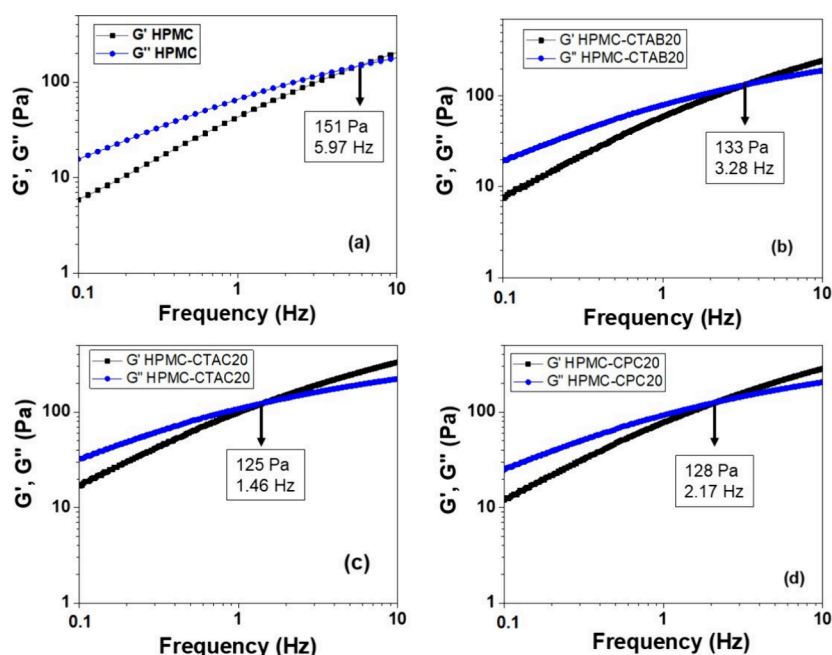 G' HPMC
G'' HPMC
G', G'' (Pa)
100
10
1
0.1
1
10
Frequency (Hz)
151 Pa
5.97 Hz
(a)
G' HPMC-CTAB20
G'' HPMC-CTAB20
G', G'' (Pa)
100
10
1
0.1
1
10
Frequency (Hz)
133 Pa
3.28 Hz
(b)
G' HPMC-CTAC20
G'' HPMC-CTAC20
G', G'' (Pa)
100
10
1
0.1
1
10
Frequency (Hz)
125 Pa
1.46 Hz
(c)
G' HPMC-CPC20
G'' HPMC-CPC20
G', G'' (Pa)
100
10
1
0.1
1
10
Frequency (Hz)
128 Pa
2.17 Hz
(d)